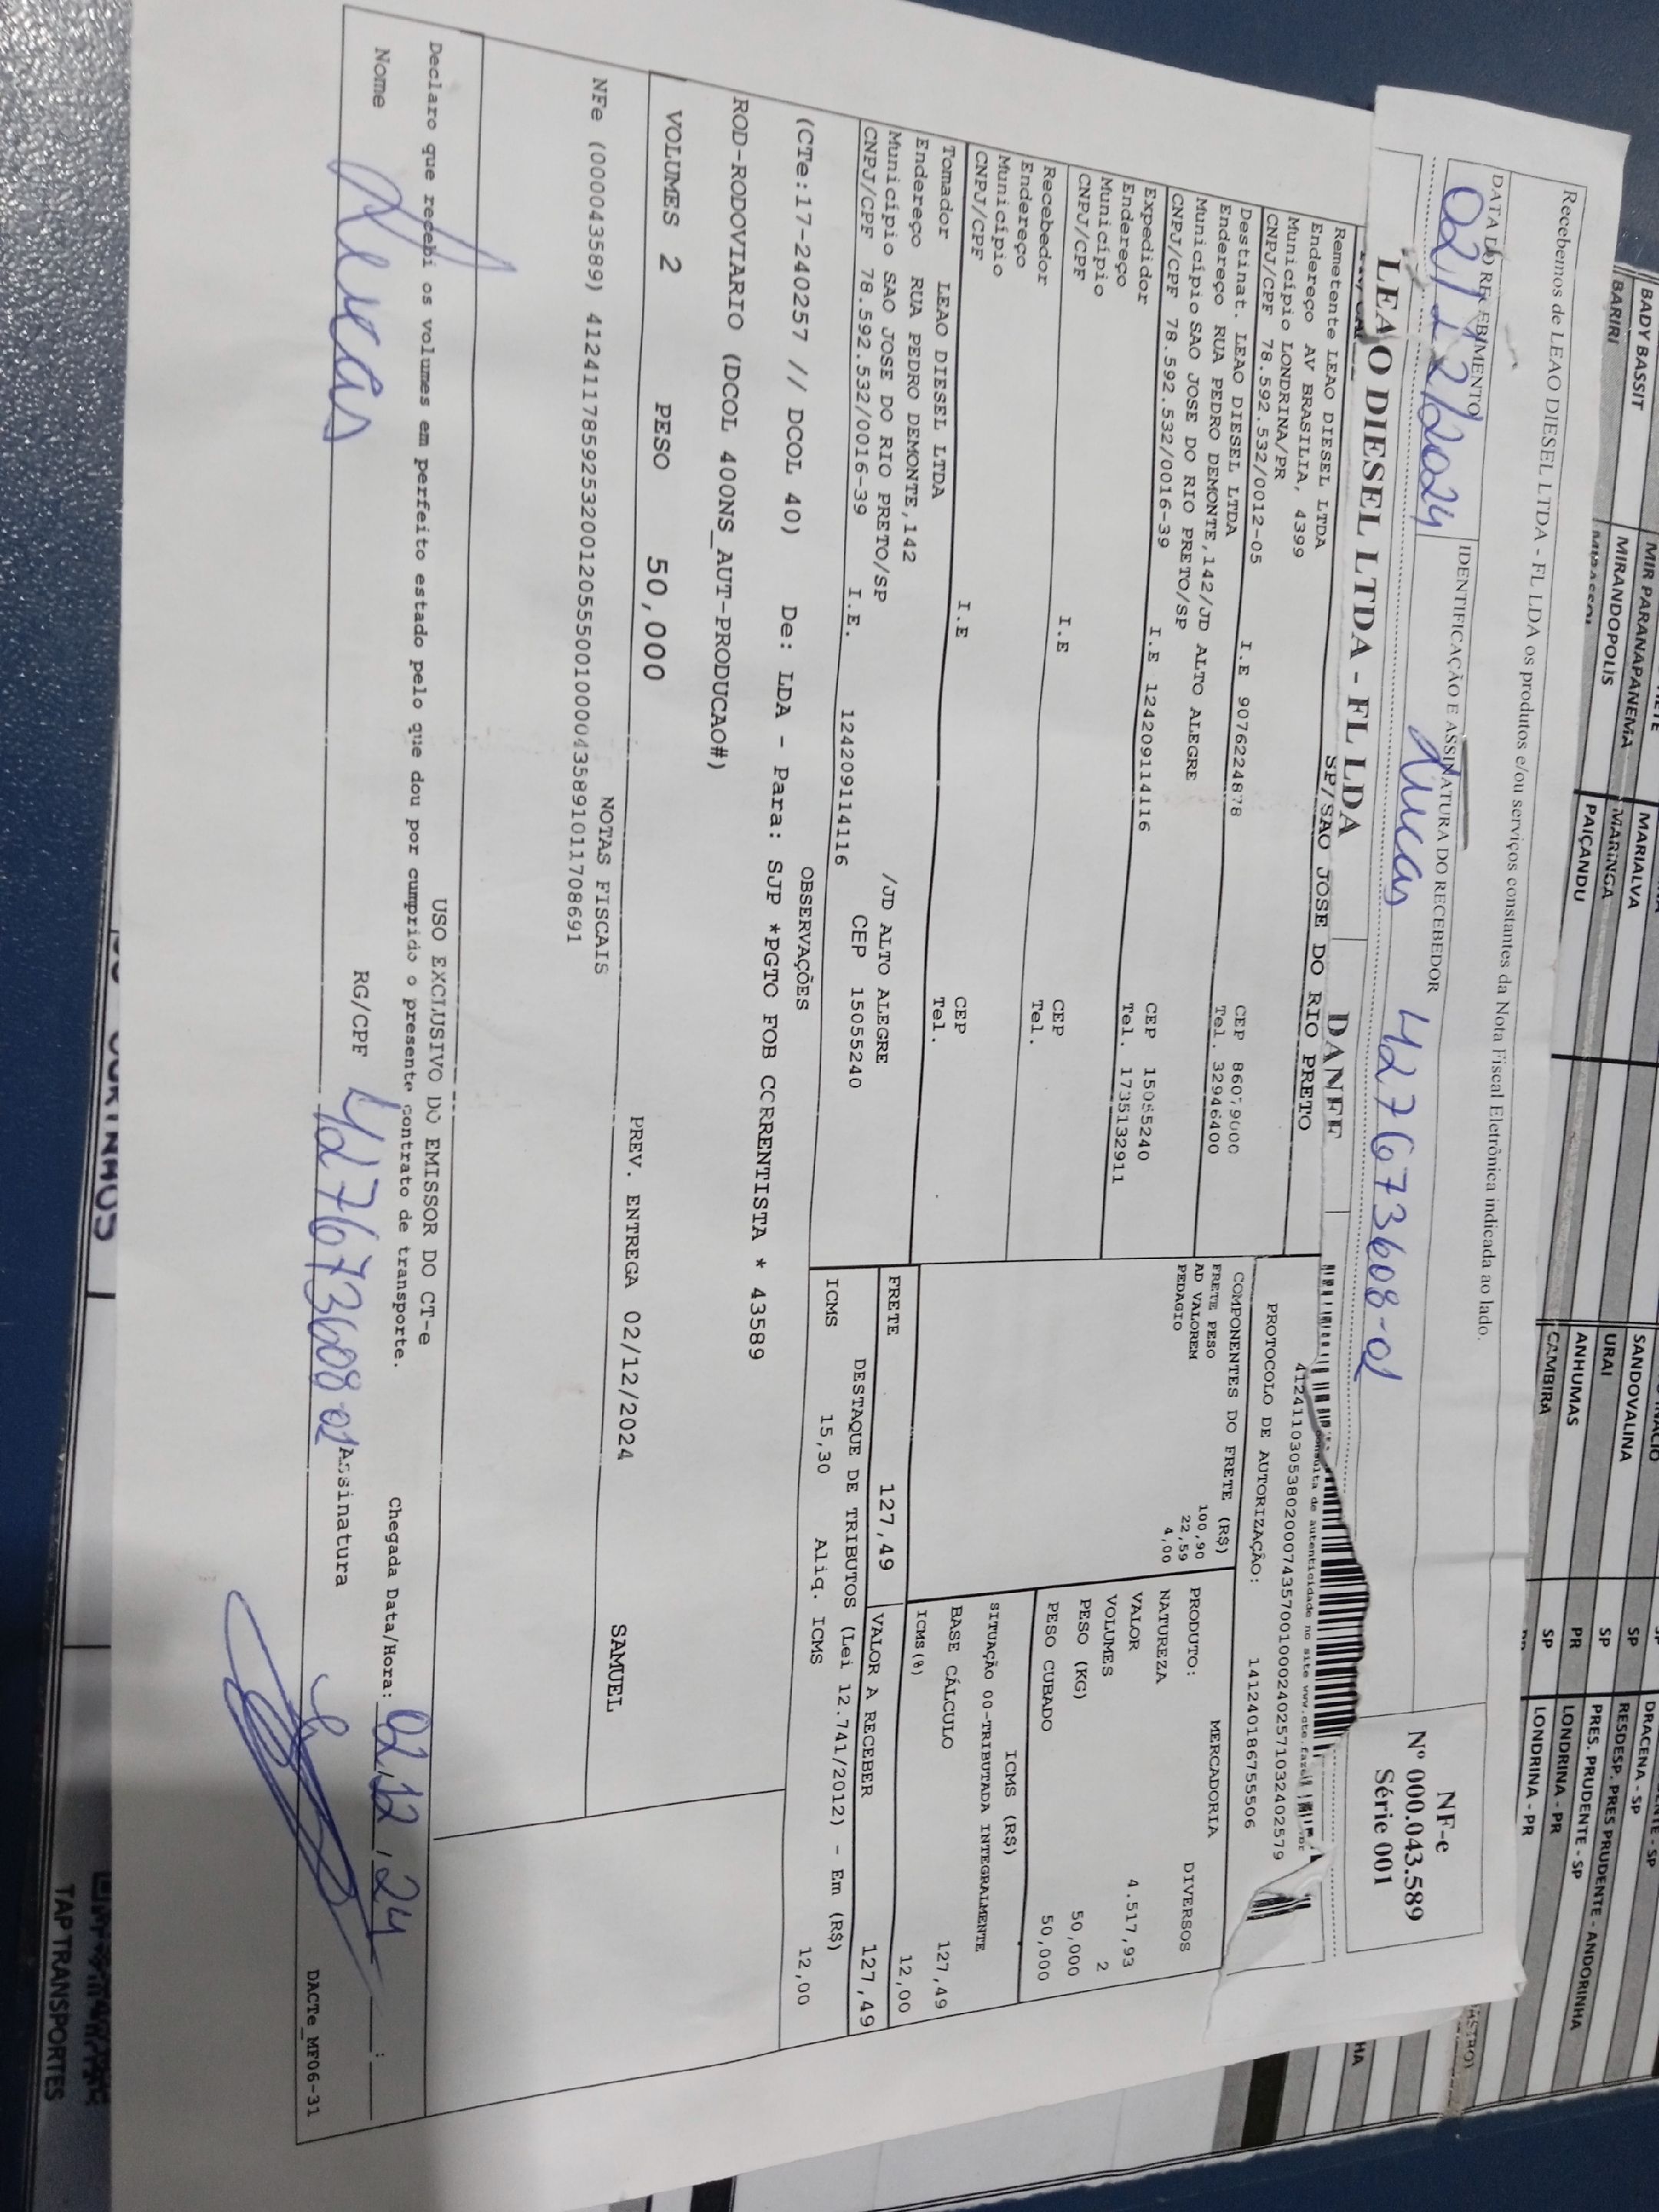 Recebemos de LEAO DIESEL LTDA - FL LDA os produtos e/ou serviços constantes da Nota Fiscal Eletrônica indicada ao lado.
DATA DO RECEBIMENTO
IDENTIFICAÇÃO E ASSINATURA DO RECEBEDOR
02/12/2024
Lucas 427673608-02
NF-e
Nº 000.043.589
Série 001
LEAO DIESEL LTDA - FL LDA
DANFE
SP/SAO JOSE DO RIO PRETO
consulta de autenticidade no site
41241103053802000743570010002402571032402579
PROTOCOLO DE AUTORIZAÇÃO: 141240186755506
Remetente LEAO DIESEL LTDA
Endereço AV BRASILIA, 4399
Município LONDRINA/PR CEP 86079000
CNPJ/CPF 78.592.532/0012-05 I.E 9076224878 Tel. 32946400
Destinat. LEAO DIESEL LTDA
Endereço RUA PEDRO DEMONTE,142/JD ALTO ALEGRE
Município SAO JOSE DO RIO PRETO/SP CEP 15055240
CNPJ/CPF 78.592.532/0016-39 I.E 124209114116 Tel. 1735132911
Expedidor
Endereço
Município CEP
CNPJ/CPF I.E Tel.
Recebedor
Endereço
Município CEP
CNPJ/CPF I.E Tel.
Tomador LEAO DIESEL LTDA
Endereço RUA PEDRO DEMONTE,142 /JD ALTO ALEGRE
Município SAO JOSE DO RIO PRETO/SP CEP 15055240
CNPJ/CPF 78.592.532/0016-39 I.E. 124209114116
COMPONENTES DO FRETE (R$)
FRETE PESO 100,90
AD VALOREM 22,59
PEDAGIO 4,00
FRETE 127,49
MERCADORIA
PRODUTO: DIVERSOS
NATUREZA
VALOR 4.517,93
VOLUMES 2
PESO (KG) 50,000
PESO CUBADO 50,000
ICMS (R$)
SITUAÇÃO 00-TRIBUTADA INTEGRALMENTE
BASE CÁLCULO 127,49
ICMS(%) 12,00
VALOR A RECEBER 127,49
DESTAQUE DE TRIBUTOS (Lei 12.741/2012) - Em (R$)
ICMS 15,30 Aliq. ICMS 12,00
OBSERVAÇÕES
(CTe:17-240257 // DCOL 40) De: LDA - Para: SJP *PGTO FOB CORRENTISTA * 43589
ROD-RODOVIARIO (DCOL 400NS_AUT-PRODUCAO#)
VOLUMES 2 PESO 50,000 PREV. ENTREGA 02/12/2024 SAMUEL
NOTAS FISCAIS
NFe (000043589) 41241178592532001205550010000435891011708691
USO EXCLUSIVO DO EMISSOR DO CT-e
Declaro que recebi os volumes em perfeito estado pelo que dou por cumprido o presente contrato de transporte.
Chegada Data/Hora: 02,12,24 :
Nome Lucas RG/CPF 427673608-02 Assinatura
DACTe_MF06-31
BADY BASSIT
BARIRI
MIR PARANAPANEMA
MIRANDOPOLIS
MARIALVA
MARINGA
PAIÇANDU
SANDOVALINA
URAI
ANHUMAS
CAMBIRA
SP
SP
PR
SP
DRACENA - SP
RESDESP. PRES PRUDENTE - SP
PRES. PRUDENTE - ANDORINHA
LONDRINA - PR
LONDRINA - PR
TAP TRANSPORTES